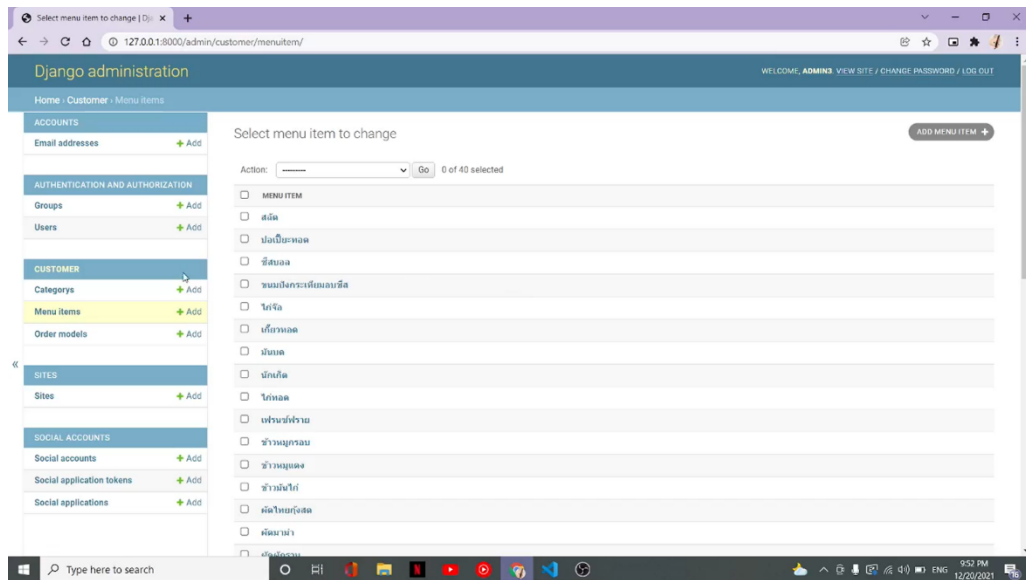 Select menu item to change | Dja
127.0.0.1:8000/admin/customer/menuitem/
Django administration
WELCOME, ADMIN3. VIEW SITE / CHANGE PASSWORD / LOG OUT
Home › Customer › Menu items
ACCOUNTS
Email addresses + Add
AUTHENTICATION AND AUTHORIZATION
Groups + Add
Users + Add
CUSTOMER
Categorys + Add
Menu items + Add
Order models + Add
SITES
Sites + Add
SOCIAL ACCOUNTS
Social accounts + Add
Social application tokens + Add
Social applications + Add
Select menu item to change
ADD MENU ITEM +
Action: --------- Go 0 of 40 selected
MENU ITEM
สลัด
ปอเปี๊ยะทอด
ชีสบอล
ขนมปังกระเทียมอบชีส
ไก่จ๊อ
เกี๊ยวทอด
มันบด
นักเก็ต
ไก่ทอด
เฟรนช์ฟราย
ข้าวหมูกรอบ
ข้าวหมูแดง
ข้าวมันไก่
ผัดไทยกุ้งสด
ผัดมาม่า
Type here to search
ENG
9:52 PM
12/20/2021